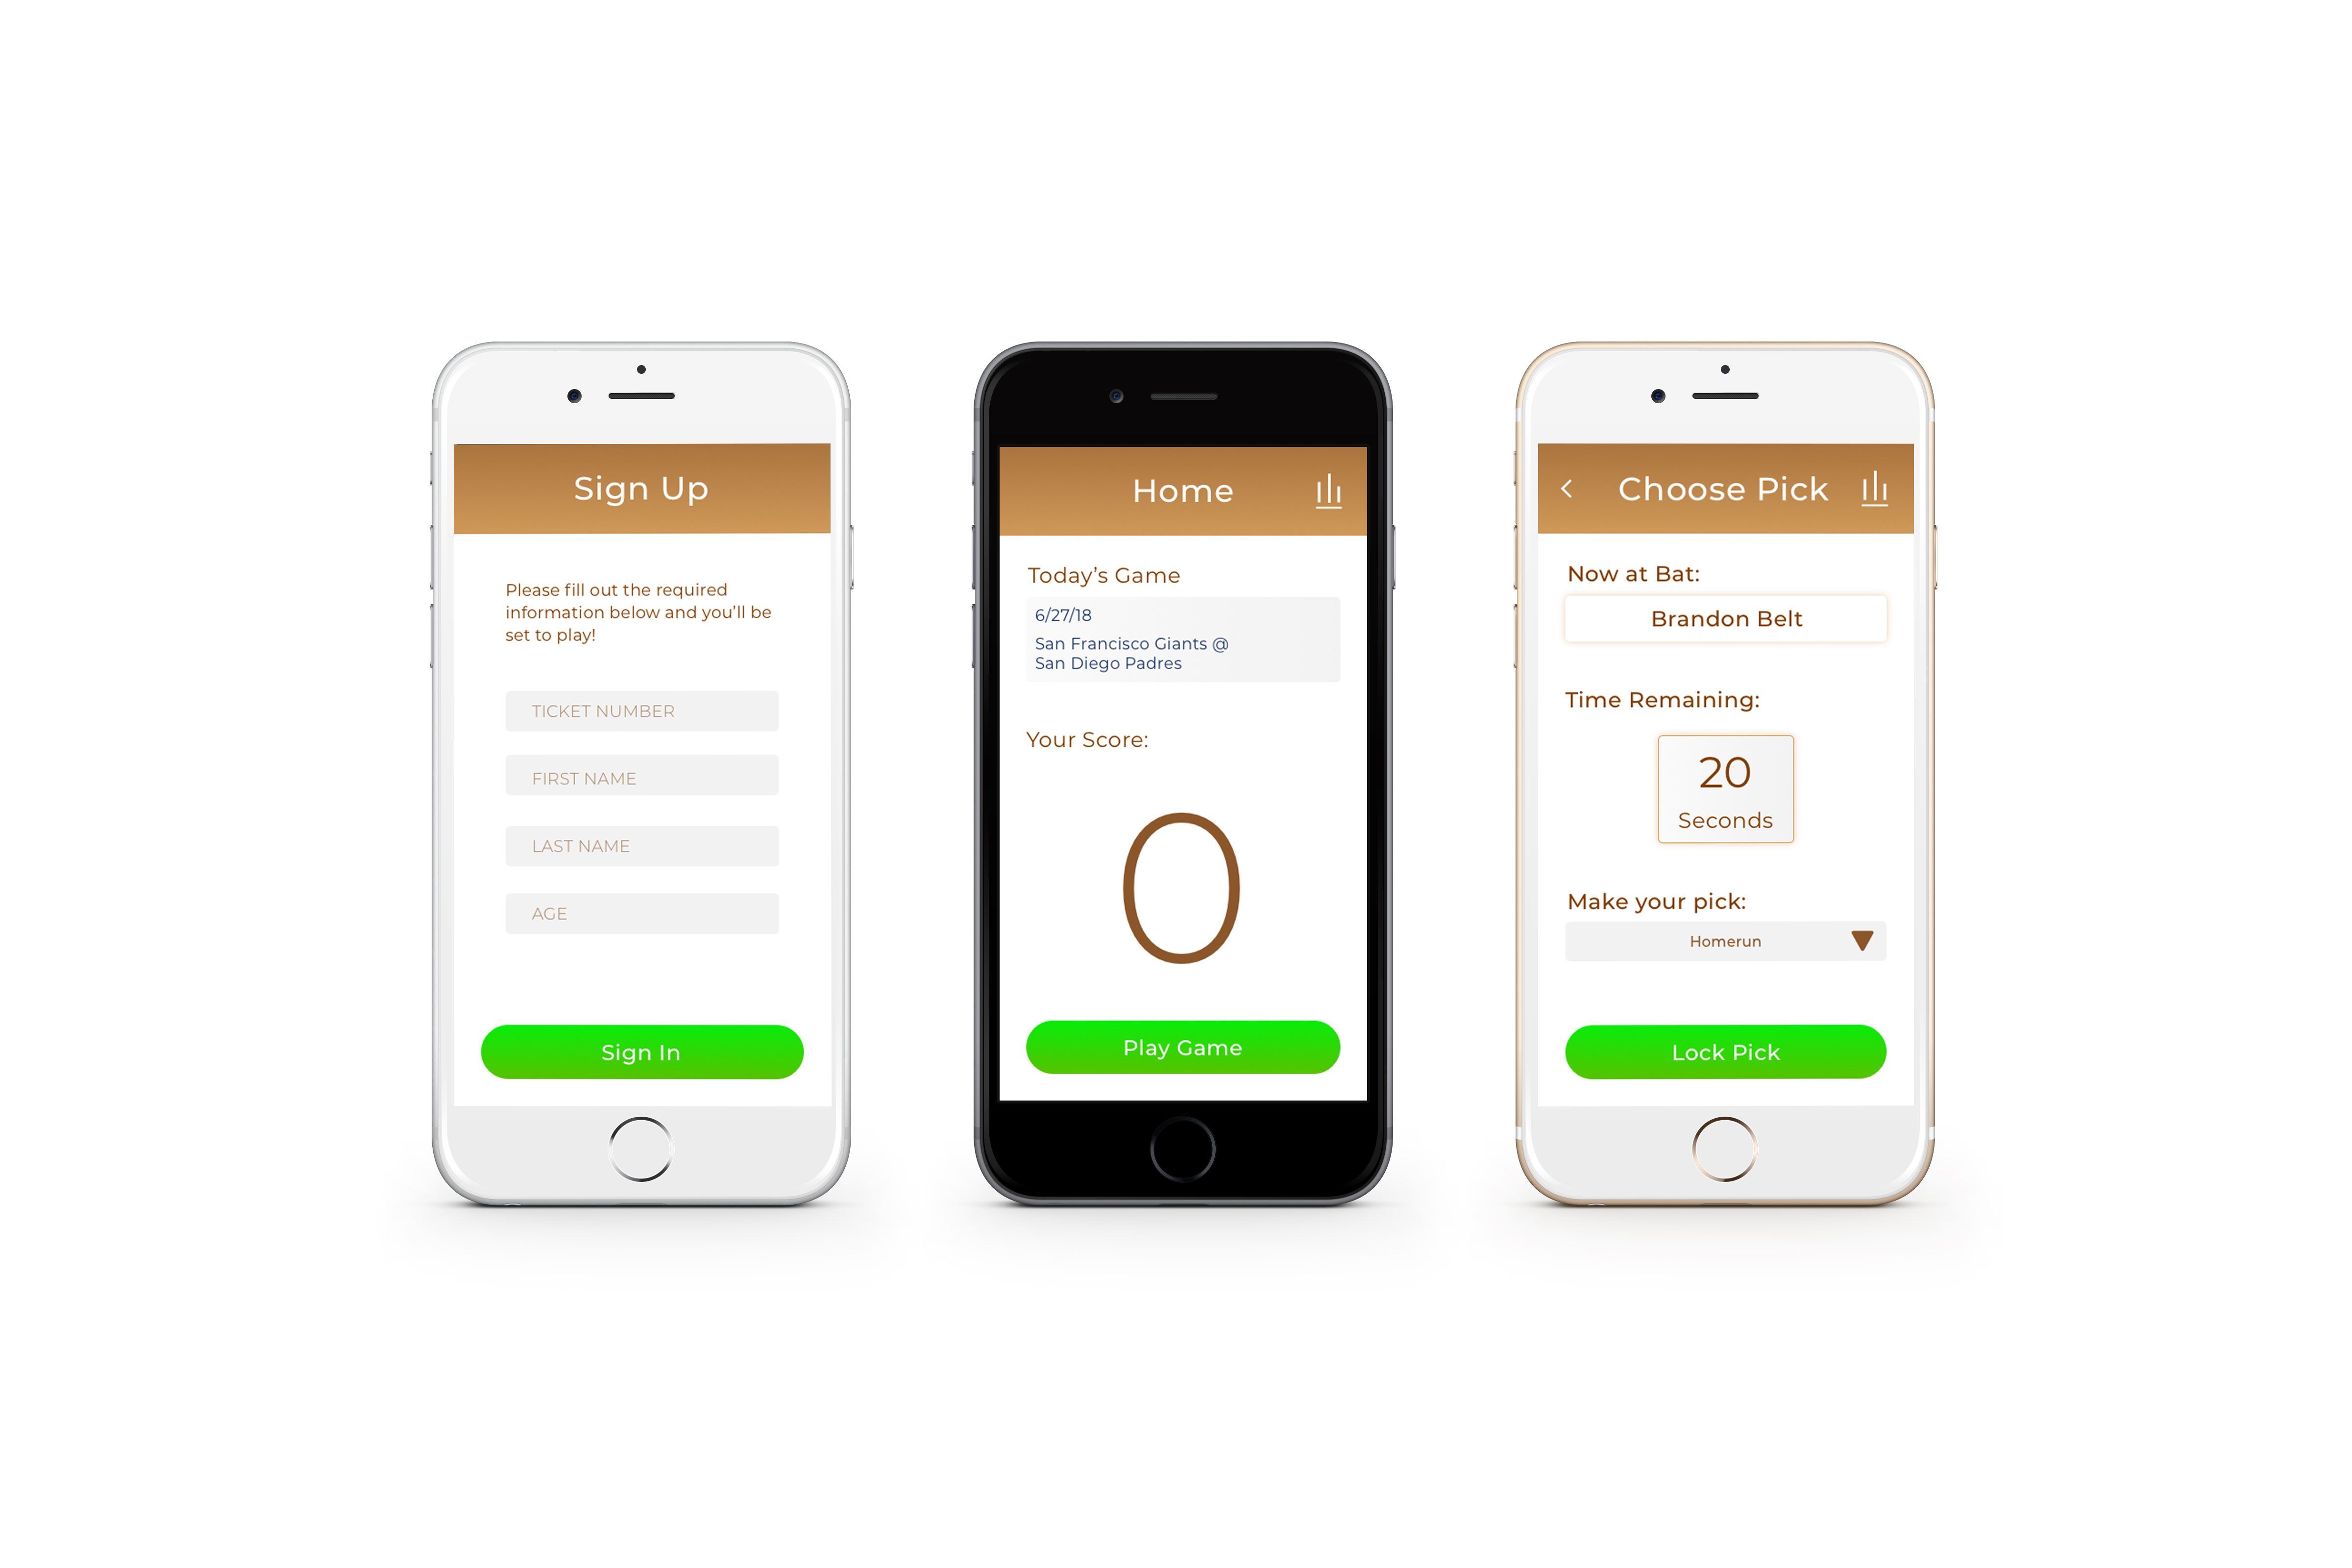 Sign Up
Please fill out the required
information below and you'll be
set to play!
TICKET NUMBER
FIRST NAME
LAST NAME
AGE
Sign In
Home
Today's Game
6/27/18
San Francisco Giants @
San Diego Padres
Your Score:
0
Play Game
Choose Pick
Now at Bat:
Brandon Belt
Time Remaining:
20
Seconds
Make your pick:
Homerun
Lock Pick